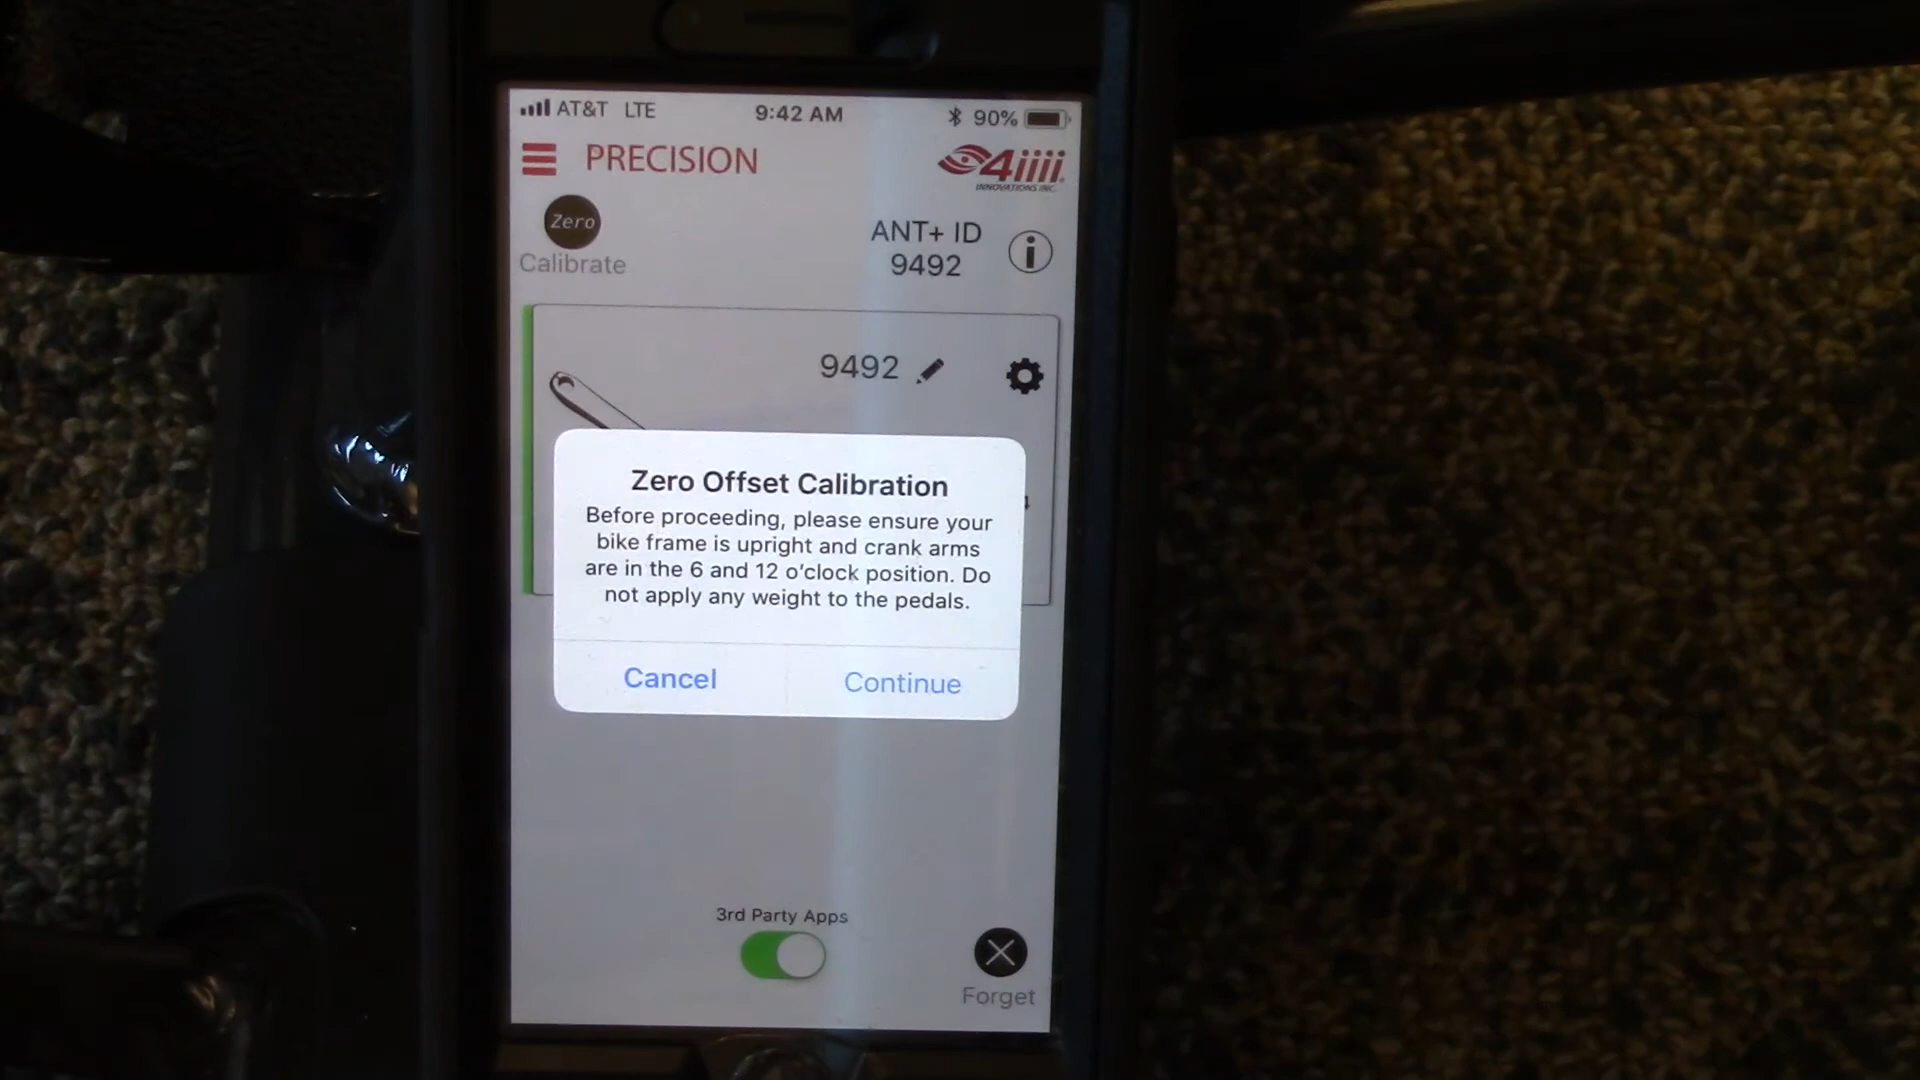 AT&T LTE 9:42 AM 90%
PRECISION
4iiii
INNOVATIONS INC.
Zero
Calibrate
ANT+ ID
9492
9492
Zero Offset Calibration
Before proceeding, please ensure your
bike frame is upright and crank arms
are in the 6 and 12 o'clock position. Do
not apply any weight to the pedals.
Cancel Continue
3rd Party Apps
Forget